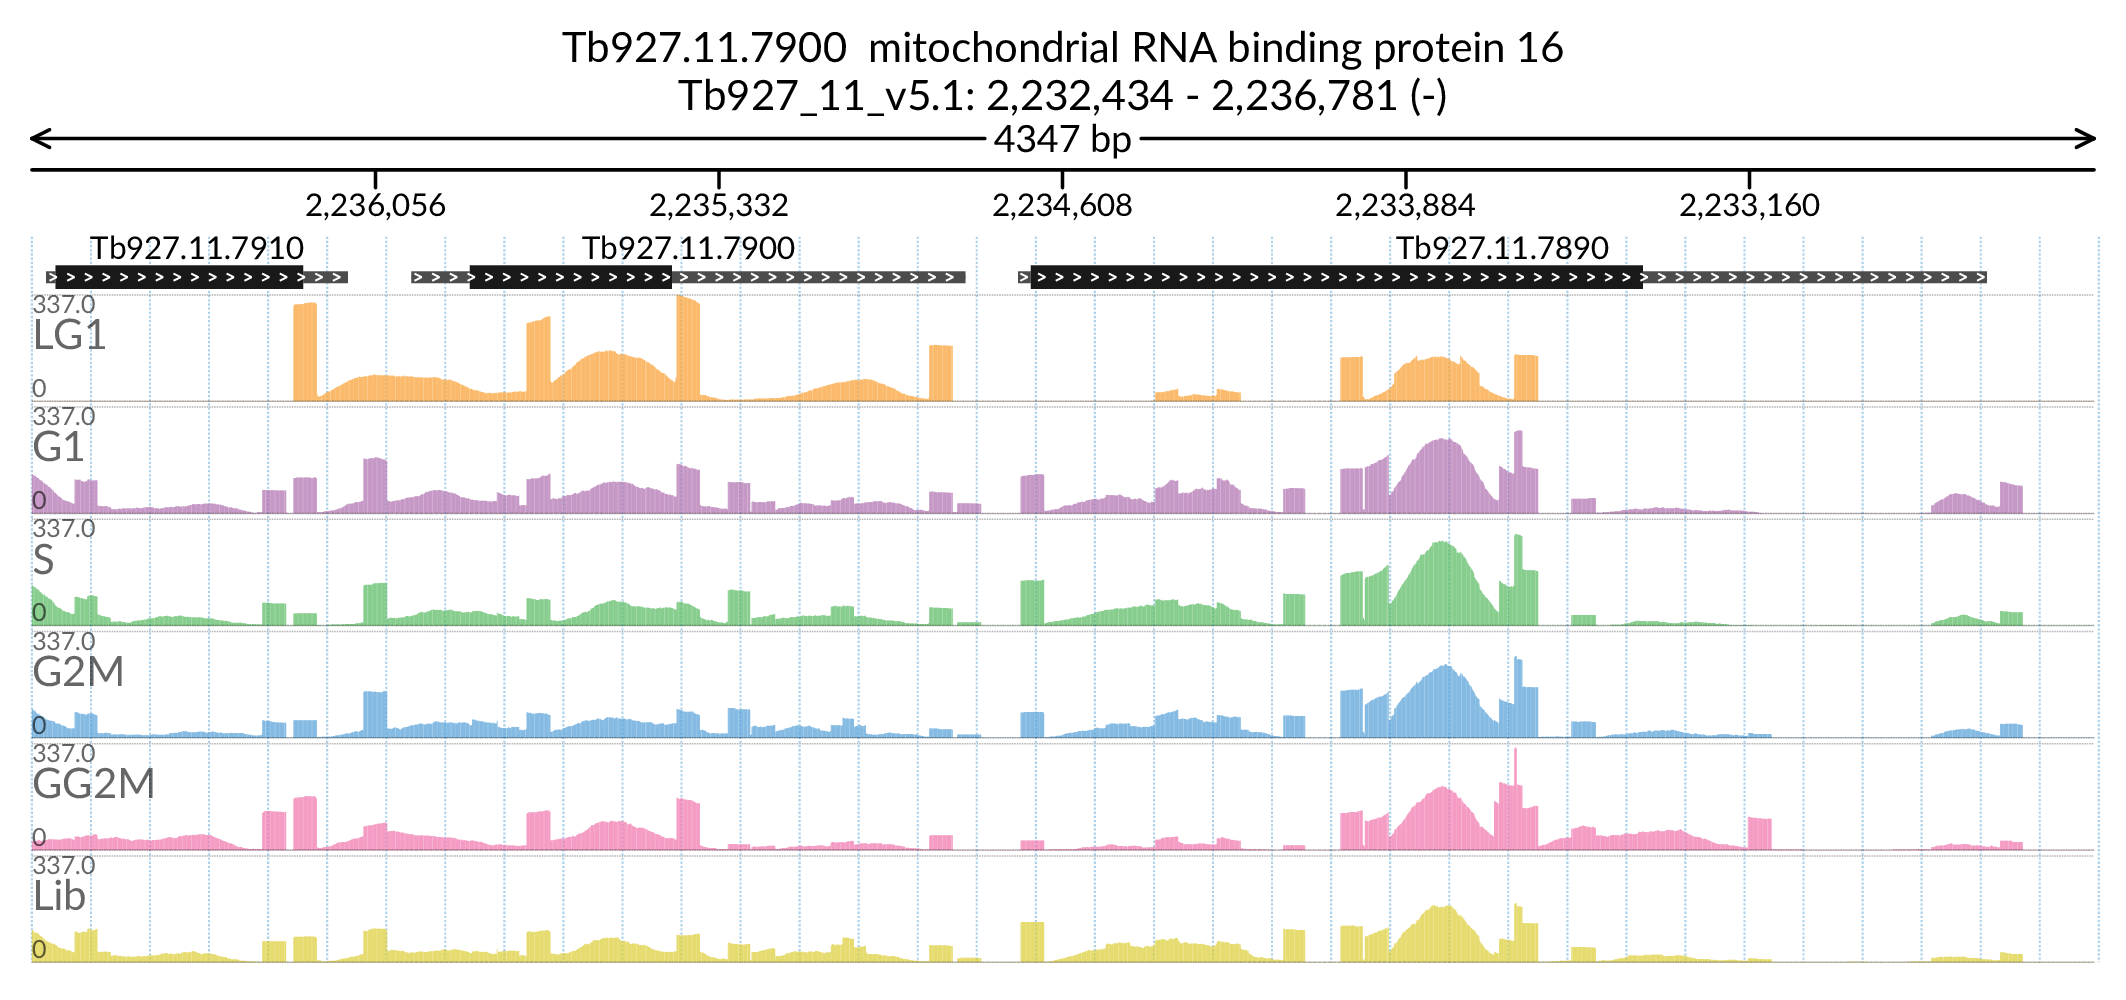 Tb927.11.7900  mitochondrial RNA binding protein 16
Tb927_11_v5.1: 2,232,434 - 2,236,781 (-)
4347 bp
2,236,056 2,235,332 2,234,608 2,233,884 2,233,160
Tb927.11.7910 Tb927.11.7900 Tb927.11.7890
337.0
LG1
0
337.0
G1
0
337.0
S
0
337.0
G2M
0
337.0
GG2M
0
337.0
Lib
0